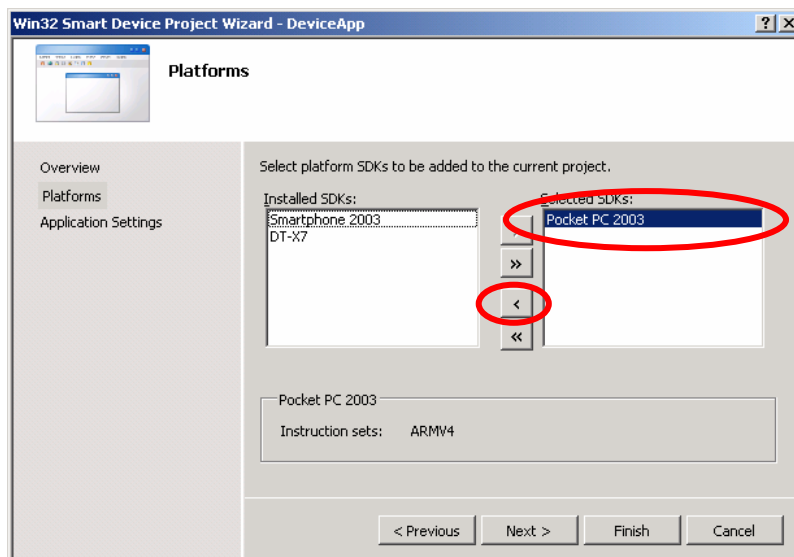 Win32 Smart Device Project Wizard - DeviceApp
Platforms
Overview
Platforms
Application Settings
Select platform SDKs to be added to the current project.
Installed SDKs:
Selected SDKs:
Smartphone 2003
DT-X7
Pocket PC 2003
>
>>
<
<<
Pocket PC 2003
Instruction sets: ARMV4
< Previous
Next >
Finish
Cancel